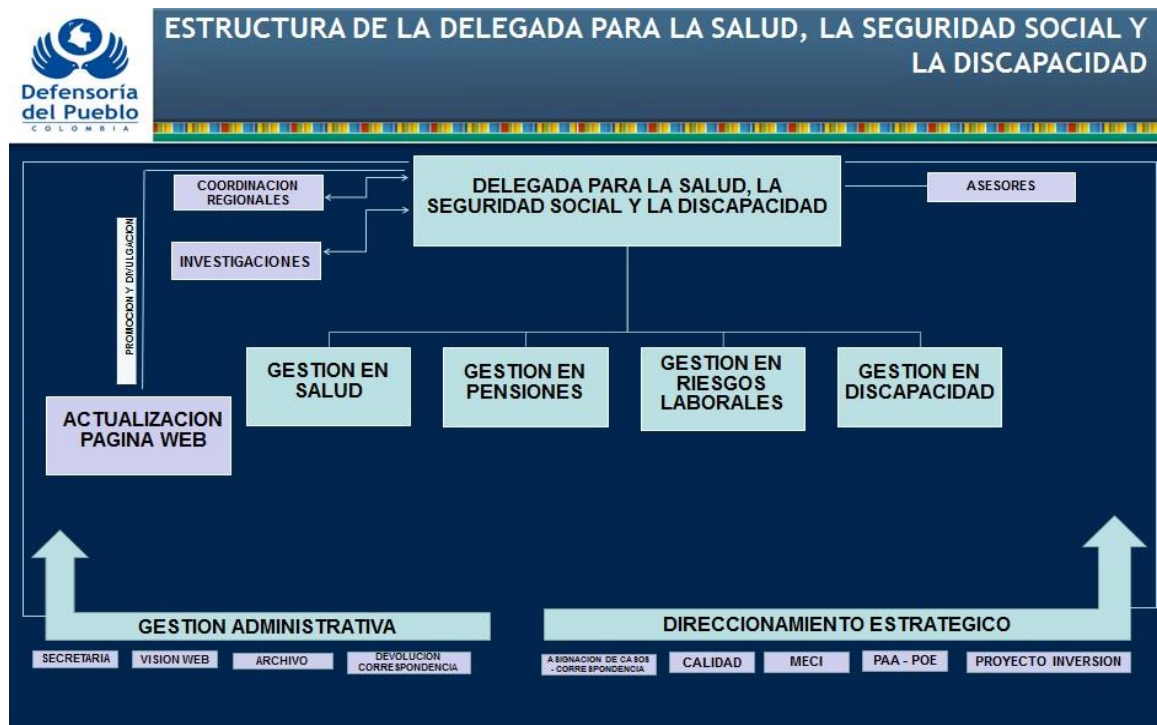 ESTRUCTURA DE LA DELEGADA PARA LA SALUD, LA SEGURIDAD SOCIAL Y
LA DISCAPACIDAD
Defensoría
del Pueblo
COLOMBIA
DELEGADA PARA LA SALUD, LA
SEGURIDAD SOCIAL Y LA DISCAPACIDAD
COORDINACION
REGIONALES
ASESORES
INVESTIGACIONES
PROMOCION Y DIVULGACION
GESTION EN
SALUD
GESTION EN
PENSIONES
GESTION EN
RIESGOS
LABORALES
GESTION EN
DISCAPACIDAD
ACTUALIZACION
PAGINA WEB
GESTION ADMINISTRATIVA
DIRECCIONAMIENTO ESTRATEGICO
SECRETARIA
VISION WEB
ARCHIVO
DEVOLUCION
CORRESPONDENCIA
ASIGNACION DE CASOS
- CORRESPONDENCIA
CALIDAD
MECI
PAA - POE
PROYECTO INVERSION